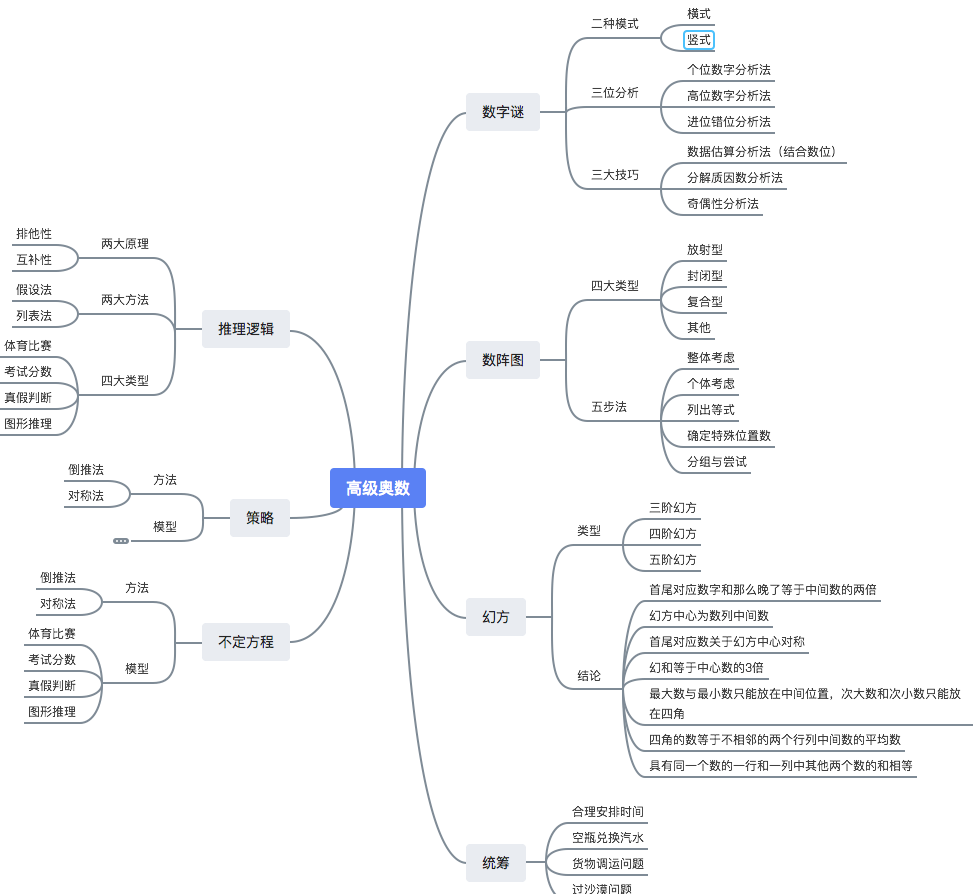 高级奥数
数字谜
二种模式
横式
竖式
三位分析
个位数字分析法
高位数字分析法
进位错位分析法
三大技巧
数据估算分析法（结合数位）
分解质因数分析法
奇偶性分析法
数阵图
四大类型
放射型
封闭型
复合型
其他
五步法
整体考虑
个体考虑
列出等式
确定特殊位置数
分组与尝试
幻方
类型
三阶幻方
四阶幻方
五阶幻方
结论
首尾对应数字和那么晚了等于中间数的两倍
幻方中心为数列中间数
首尾对应数关于幻方中心对称
幻和等于中心数的3倍
最大数与最小数只能放在中间位置，次大数和次小数只能放
在四角
四角的数等于不相邻的两个行列中间数的平均数
具有同一个数的一行和一列中其他两个数的和相等
统筹
合理安排时间
空瓶兑换汽水
货物调运问题
过沙漠问题
推理逻辑
两大原理
排他性
互补性
两大方法
假设法
列表法
四大类型
体育比赛
考试分数
真假判断
图形推理
策略
方法
倒推法
对称法
模型
不定方程
方法
倒推法
对称法
模型
体育比赛
考试分数
真假判断
图形推理